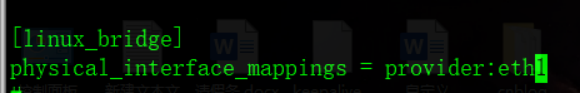 [linux_bridge]
physical_interface_mappings = provider:eth1